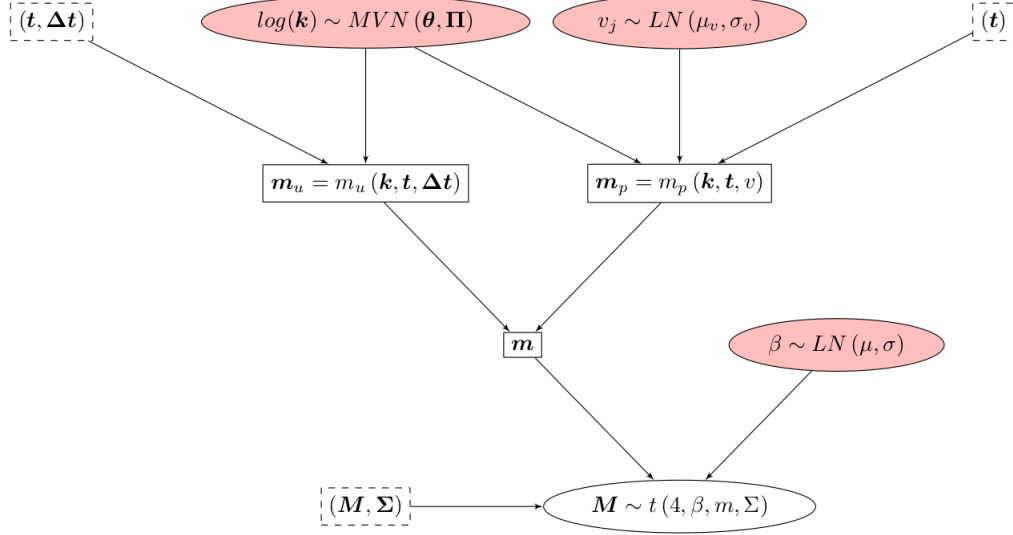 (t, Δt)
log(k) ∼ MVN (θ, Π)
v_j ∼ LN (μ_v, σ_v)
(t)
m_u = m_u (k, t, Δt)
m_p = m_p (k, t, v)
m
β ∼ LN (μ, σ)
(M, Σ)
M ∼ t (4, β, m, Σ)